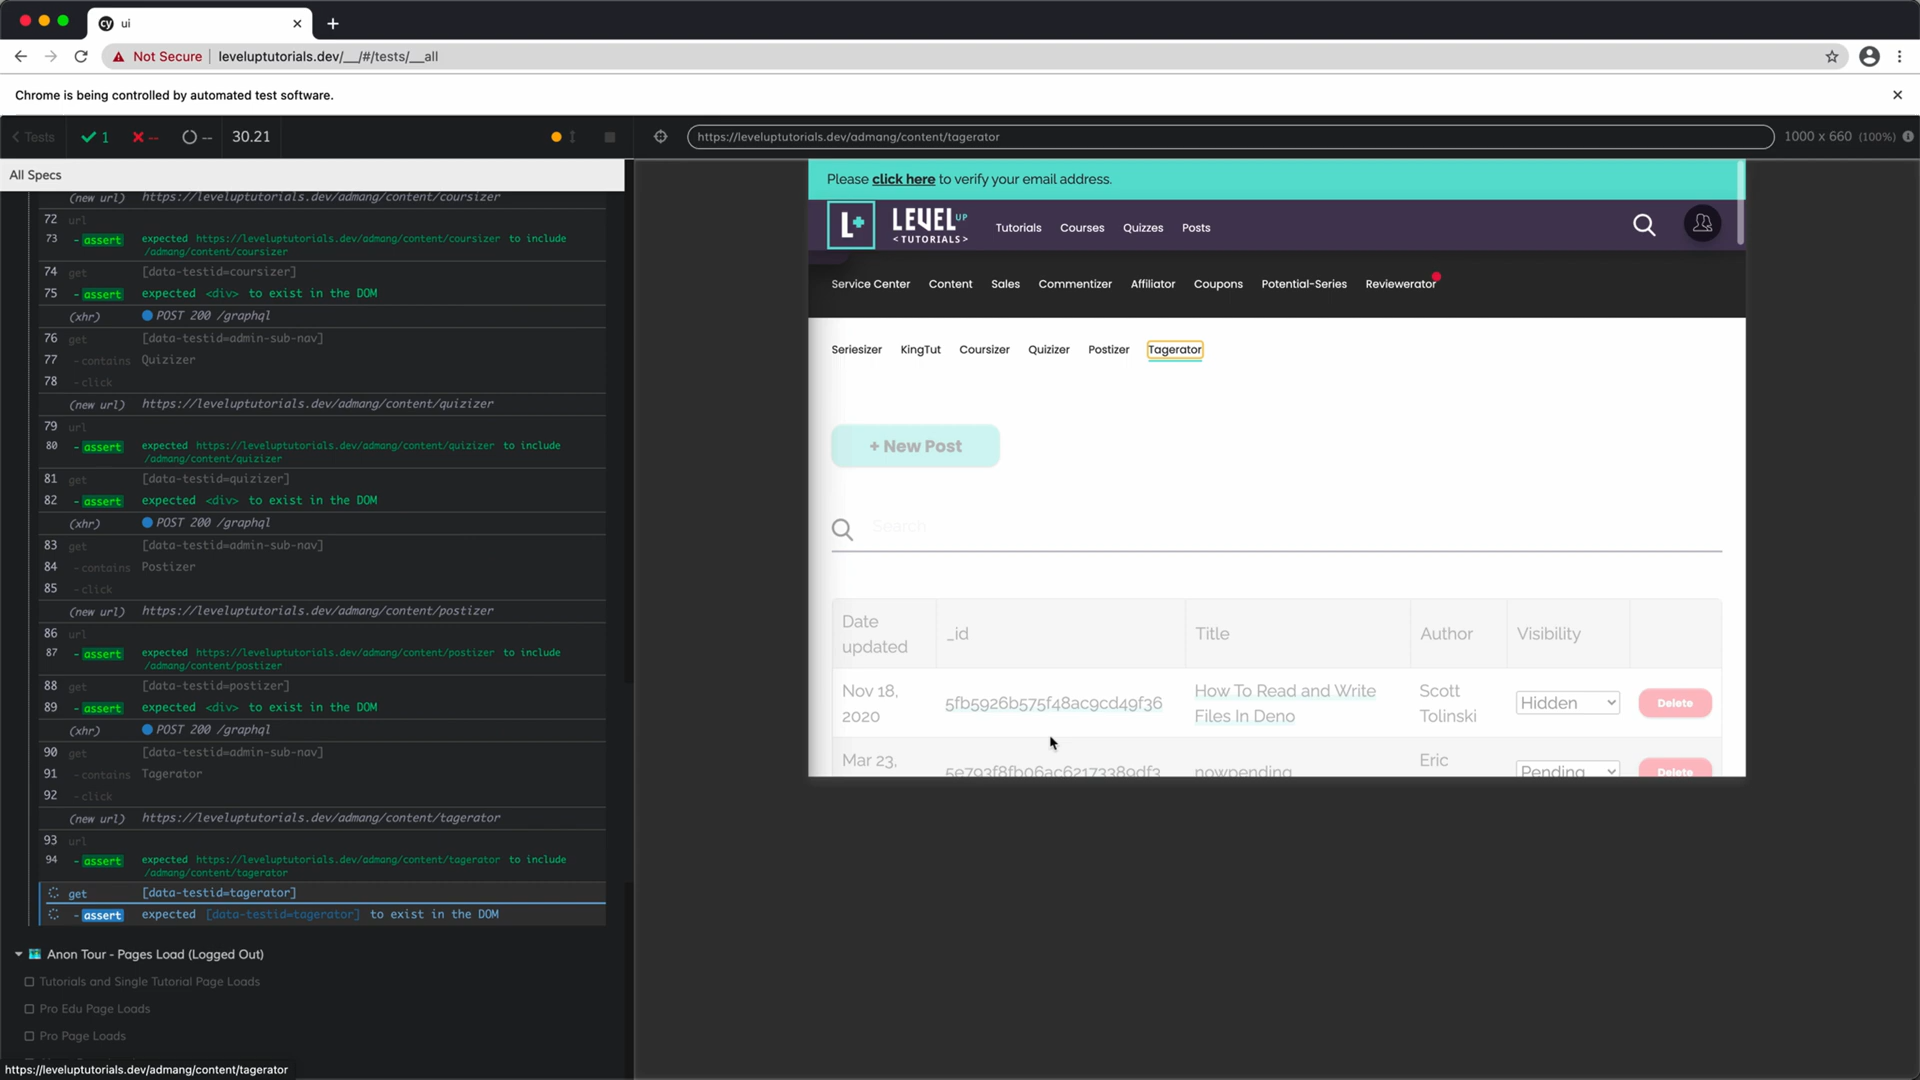 ui
Not Secure
leveluptutorials.dev/__/#/tests/__all
Chrome is being controlled by automated test software.
Tests
1
--
--
30.21
https://leveluptutorials.dev/admang/content/tagerator
1000 x 660 (100%)
All Specs
(new url) https://leveluptutorials.dev/admang/content/coursizer
72 url
73 - assert expected https://leveluptutorials.dev/admang/content/coursizer to include
/admang/content/coursizer
74 get [data-testid=coursizer]
75 - assert expected <div> to exist in the DOM
(xhr) POST 200 /graphql
76 get [data-testid=admin-sub-nav]
77 - contains Quizizer
78 - click
(new url) https://leveluptutorials.dev/admang/content/quizizer
79 url
80 - assert expected https://leveluptutorials.dev/admang/content/quizizer to include
/admang/content/quizizer
81 get [data-testid=quizizer]
82 - assert expected <div> to exist in the DOM
(xhr) POST 200 /graphql
83 get [data-testid=admin-sub-nav]
84 - contains Postizer
85 - click
(new url) https://leveluptutorials.dev/admang/content/postizer
86 url
87 - assert expected https://leveluptutorials.dev/admang/content/postizer to include
/admang/content/postizer
88 get [data-testid=postizer]
89 - assert expected <div> to exist in the DOM
(xhr) POST 200 /graphql
90 get [data-testid=admin-sub-nav]
91 - contains Tagerator
92 - click
(new url) https://leveluptutorials.dev/admang/content/tagerator
93 url
94 - assert expected https://leveluptutorials.dev/admang/content/tagerator to include
/admang/content/tagerator
get [data-testid=tagerator]
- assert expected [data-testid=tagerator] to exist in the DOM
Anon Tour - Pages Load (Logged Out)
Tutorials and Single Tutorial Page Loads
Pro Edu Page Loads
Pro Page Loads
https://leveluptutorials.dev/admang/content/tagerator
Please click here to verify your email address.
L+
LEVEL UP
<TUTORIALS>
Tutorials Courses Quizzes Posts
Service Center Content Sales Commentizer Affiliator Coupons Potential-Series Reviewerator
Seriesizer KingTut Coursizer Quizizer Postizer Tagerator
+ New Post
Search
Date updated _id Title Author Visibility
Nov 18, 2020 5fb5926b575f48ac9cd49f36 How To Read and Write Files In Deno Scott Tolinski Hidden Delete
Mar 23, 5e793f8fb06ac62173389df3 nowpending Eric Pending Delete